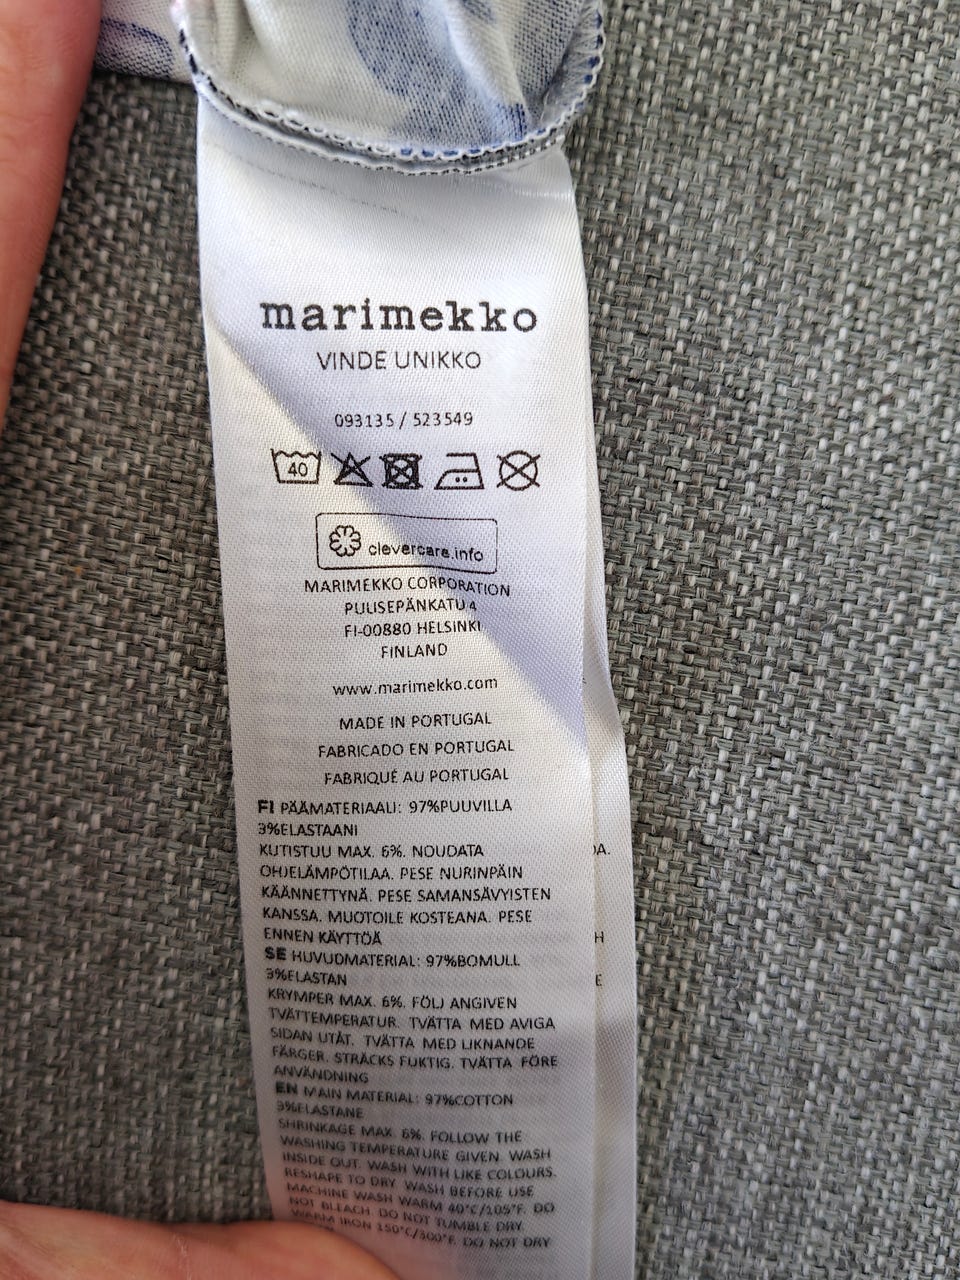 marimekko
VINDE UNIKKO
093135 / 523549
40
clevercare.info
MARIMEKKO CORPORATION
PUUSEPÄNKATU 4
FI-00880 HELSINKI
FINLAND
www.marimekko.com
MADE IN PORTUGAL
FABRICADO EN PORTUGAL
FABRIQUÉ AU PORTUGAL
FI PÄÄMATERIAALI: 97%PUUVILLA
3%ELASTAANI
KUTISTUU MAX. 6%. NOUDATA
OHJELÄMPÖTILAA. PESE NURINPÄIN
KÄÄNNETTYNÄ. PESE SAMANSÄVYISTEN
KANSSA. MUOTOILE KOSTEANA. PESE
ENNEN KÄYTTÖÄ
SE HUVUDMATERIAL: 97%BOMULL
3%ELASTAN
KRYMPER MAX. 6%. FÖLJ ANGIVEN
TVÄTTEMPERATUR. TVÄTTA MED AVIGA
SIDAN UTÅT. TVÄTTA MED LIKNANDE
FÄRGER. STRÄCKS FUKTIG. TVÄTTA FÖRE
ANVÄNDNING
EN MAIN MATERIAL: 97%COTTON
3%ELASTANE
SHRINKAGE MAX. 6%. FOLLOW THE
WASHING TEMPERATURE GIVEN. WASH
INSIDE OUT. WASH WITH LIKE COLOURS.
RESHAPE TO DRY. WASH BEFORE USE
MACHINE WASH WARM 40°C/105°F. DO
NOT BLEACH. DO NOT TUMBLE DRY.
WARM IRON 150°C/300°F. DO NOT DRY